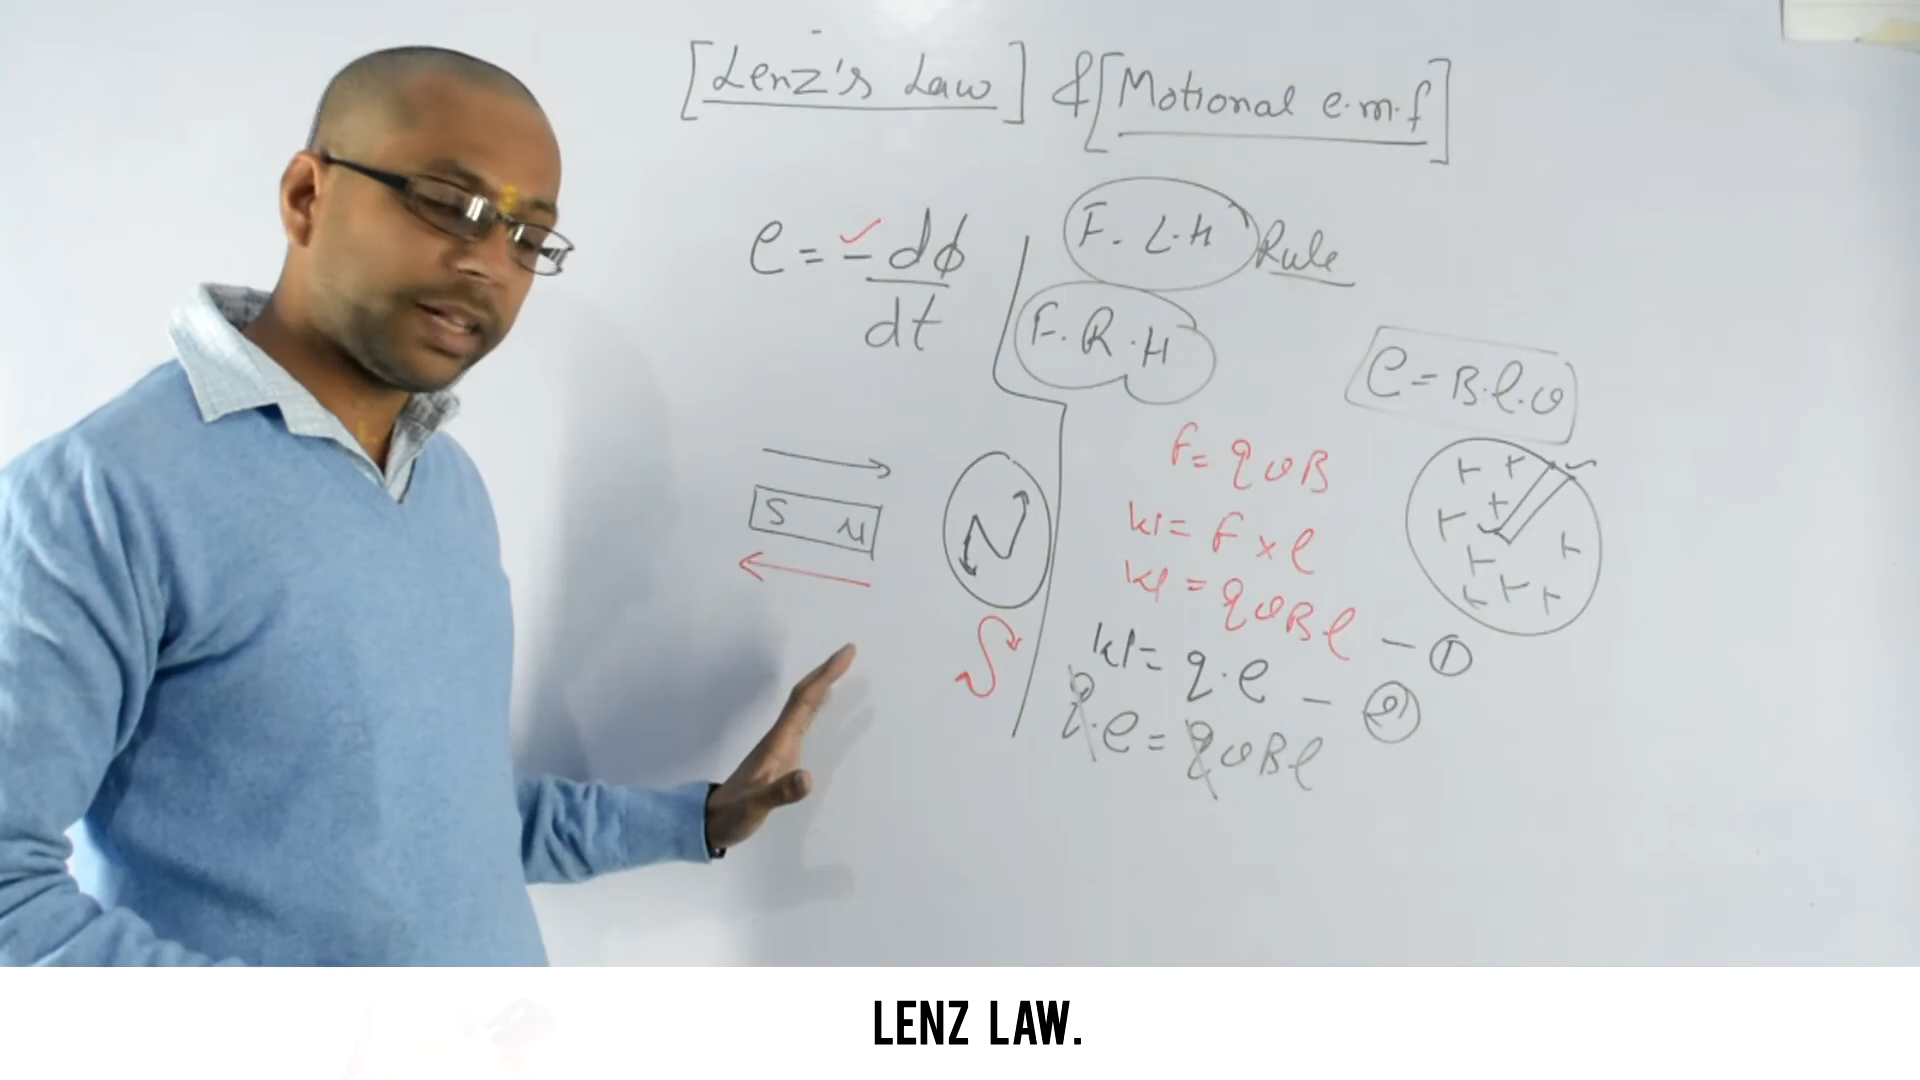 [Lenz's Law] & [Motional e.m.f]
e = -dϕ/dt
F. L.H Rule
F.R.H
e = B.l.v
S N
N
S
F = qvB
W = F × l
W = qvBl - ①
W = q.e - ②
q.e = qvBl
LENZ LAW.